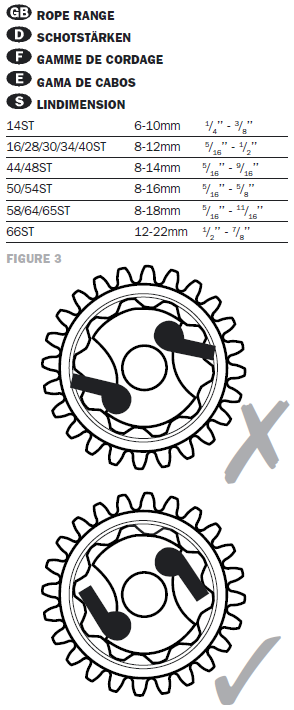 GB ROPE RANGE
D SCHOTSTÄRKEN
F GAMME DE CORDAGE
E GAMA DE CABOS
S LINDIMENSION
14ST 6-10mm 1/4” - 3/8”
16/28/30/34/40ST 8-12mm 5/16” - 1/2”
44/48ST 8-14mm 5/16” - 9/16”
50/54ST 8-16mm 5/16” - 5/8”
58/64/65ST 8-18mm 5/16” - 11/16”
66ST 12-22mm 1/2” - 7/8”
FIGURE 3